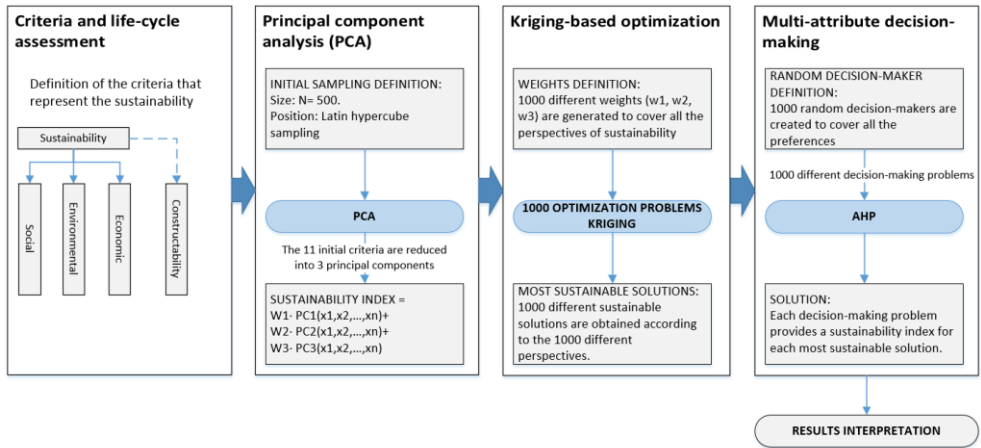 Criteria and life-cycle
assessment
Definition of the criteria that
represent the sustainability
Sustainability
Social
Environmental
Economic
Constructability
Principal component
analysis (PCA)
INITIAL SAMPLING DEFINITION:
Size: N= 500.
Position: Latin hypercube
sampling
PCA
The 11 initial criteria are reduced
into 3 principal components
SUSTAINABILITY INDEX =
W1· PC1(x1,x2,...,xn)+
W2· PC2(x1,x2,...,xn)+
W3· PC3(x1,x2,...,xn)
Kriging-based optimization
WEIGHTS DEFINITION:
1000 different weights (w1, w2,
w3) are generated to cover all the
perspectives of sustainability
1000 OPTIMIZATION PROBLEMS
KRIGING
MOST SUSTAINABLE SOLUTIONS:
1000 different sustainable
solutions are obtained according
to the 1000 different
perspectives.
Multi-attribute decision-
making
RANDOM DECISION-MAKER
DEFINITION:
1000 random decision-makers are
created to cover all the
preferences
1000 different decision-making problems
AHP
SOLUTION:
Each decision-making problem
provides a sustainability index for
each most sustainable solution.
RESULTS INTERPRETATION